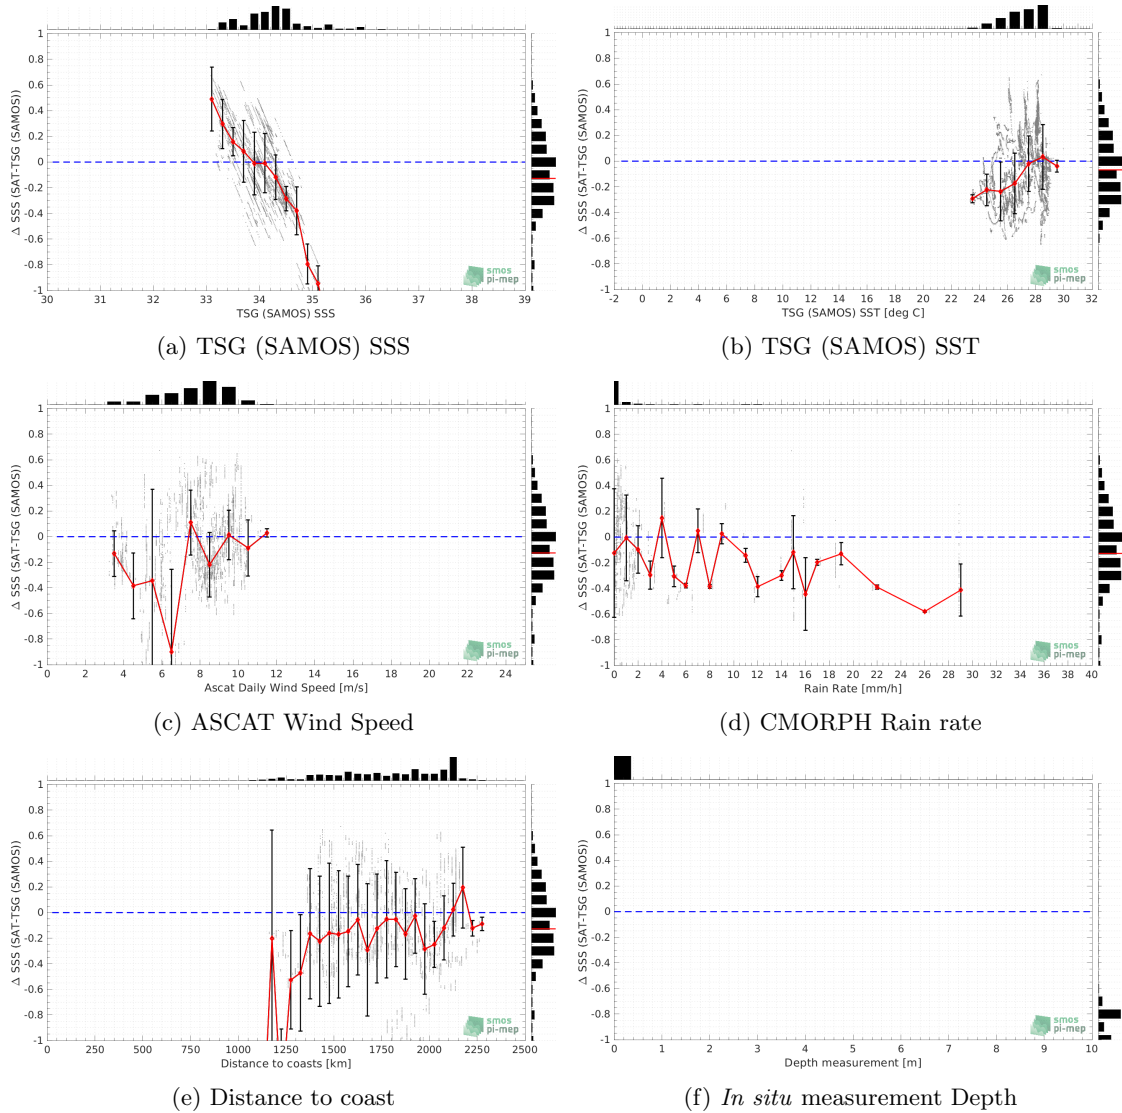 1
0.8
0.6
0.4
0.2
0
-0.2
-0.4
-0.6
-0.8
-1
Δ SSS (SAT-TSG (SAMOS))
30 31 32 33 34 35 36 37 38 39
TSG (SAMOS) SSS
smos
pi-mep
(a) TSG (SAMOS) SSS
1
0.8
0.6
0.4
0.2
0
-0.2
-0.4
-0.6
-0.8
-1
Δ SSS (SAT-TSG (SAMOS))
-2 0 2 4 6 8 10 12 14 16 18 20 22 24 26 28 30 32
TSG (SAMOS) SST [deg C]
smos
pi-mep
(b) TSG (SAMOS) SST
1
0.8
0.6
0.4
0.2
0
-0.2
-0.4
-0.6
-0.8
-1
Δ SSS (SAT-TSG (SAMOS))
0 2 4 6 8 10 12 14 16 18 20 22 24
Ascat Daily Wind Speed [m/s]
smos
pi-mep
(c) ASCAT Wind Speed
1
0.8
0.6
0.4
0.2
0
-0.2
-0.4
-0.6
-0.8
-1
Δ SSS (SAT-TSG (SAMOS))
0 2 4 6 8 10 12 14 16 18 20 22 24 26 28 30 32 34 36 38 40
Rain Rate [mm/h]
smos
pi-mep
(d) CMORPH Rain rate
1
0.8
0.6
0.4
0.2
0
-0.2
-0.4
-0.6
-0.8
-1
Δ SSS (SAT-TSG (SAMOS))
0 250 500 750 1000 1250 1500 1750 2000 2250 2500
Distance to coasts [km]
smos
pi-mep
(e) Distance to coast
1
0.8
0.6
0.4
0.2
0
-0.2
-0.4
-0.6
-0.8
-1
Δ SSS (SAT-TSG (SAMOS))
0 1 2 3 4 5 6 7 8 9 10
Depth measurement [m]
smos
pi-mep
(f) In situ measurement Depth